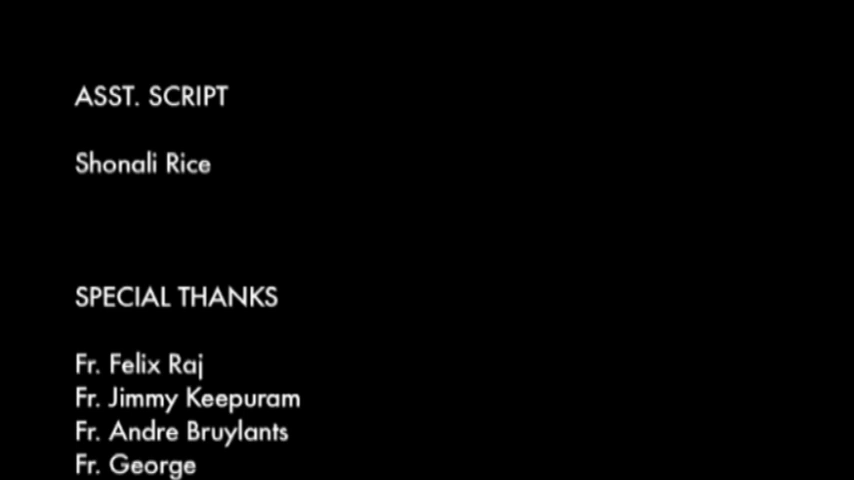 ASST. SCRIPT
Shonali Rice
SPECIAL THANKS
Fr. Felix Raj
Fr. Jimmy Keepuram
Fr. Andre Bruylants
Fr. George